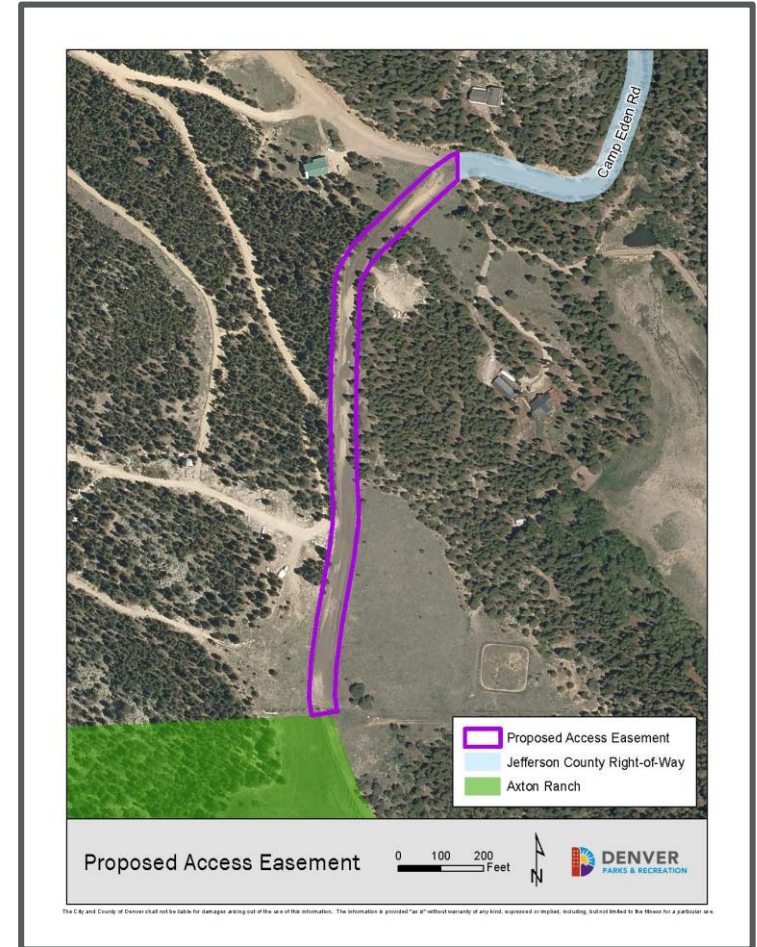 Camp Eden Rd
Proposed Access Easement
Jefferson County Right-of-Way
Axton Ranch
Proposed Access Easement
0 100 200
Feet
N
DENVER
PARKS & RECREATION
The City and County of Denver shall not be liable for damages arising out of the use of this information. The information is provided "as is" without warranty of any kind, expressed or implied, including, but not limited to the fitness for a particular use.